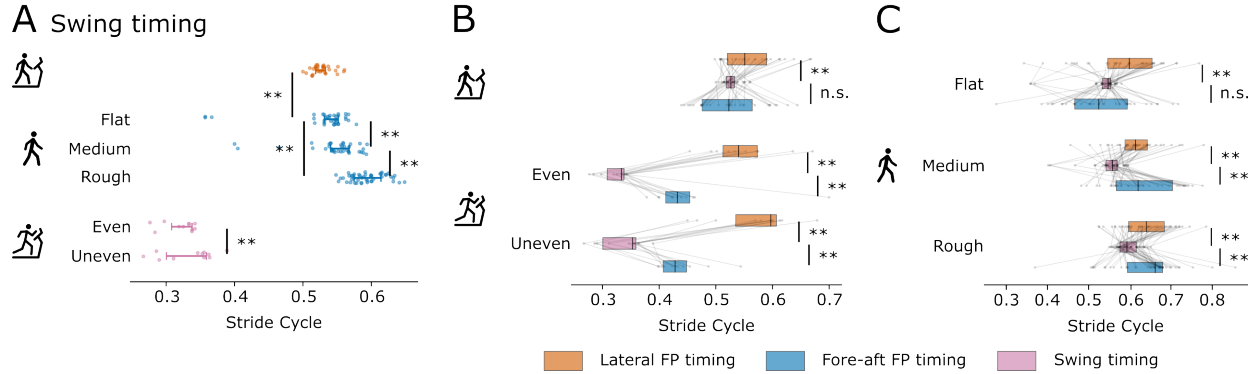 A Swing timing
**
Flat
**
**
Medium
**
Rough
Even
**
Uneven
0.3 0.4 0.5 0.6
Stride Cycle
B
**
n.s.
**
Even
**
**
Uneven
**
0.3 0.4 0.5 0.6 0.7
Stride Cycle
C
**
Flat
n.s.
**
Medium
**
**
Rough
**
0.3 0.4 0.5 0.6 0.7 0.8
Stride Cycle
Lateral FP timing Fore-aft FP timing Swing timing